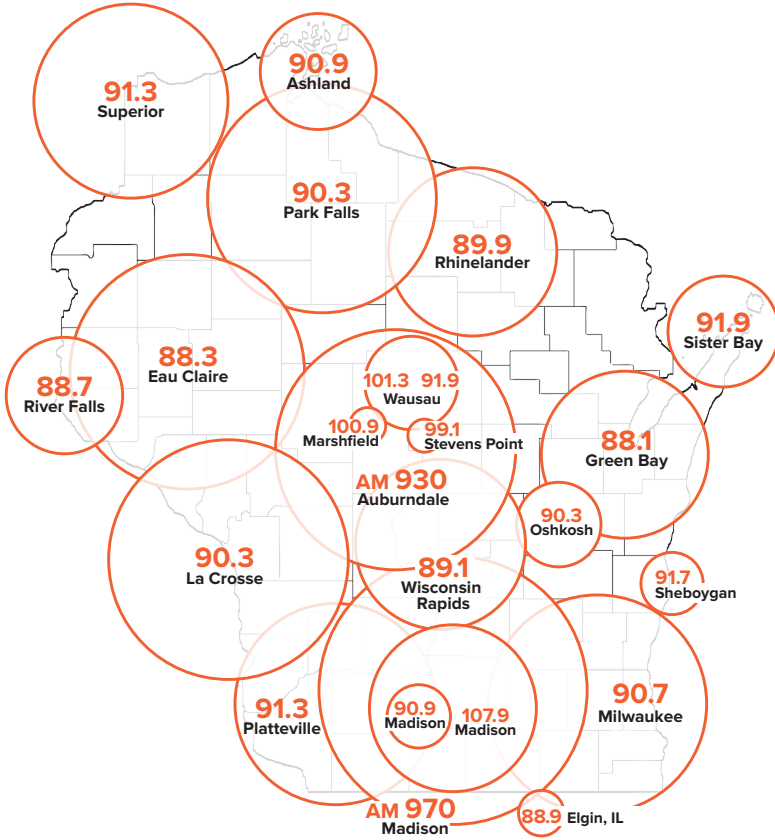 90.9
Ashland
91.3
Superior
90.3
Park Falls
89.9
Rhinelander
91.9
Sister Bay
88.3
Eau Claire
88.7
River Falls
101.3 91.9
Wausau
100.9
Marshfield
99.1
Stevens Point
88.1
Green Bay
AM 930
Auburndale
90.3
Oshkosh
90.3
La Crosse
89.1
Wisconsin
Rapids
91.7
Sheboygan
91.3
Platteville
90.9
Madison
107.9
Madison
90.7
Milwaukee
AM 970
Madison
88.9 Elgin, IL